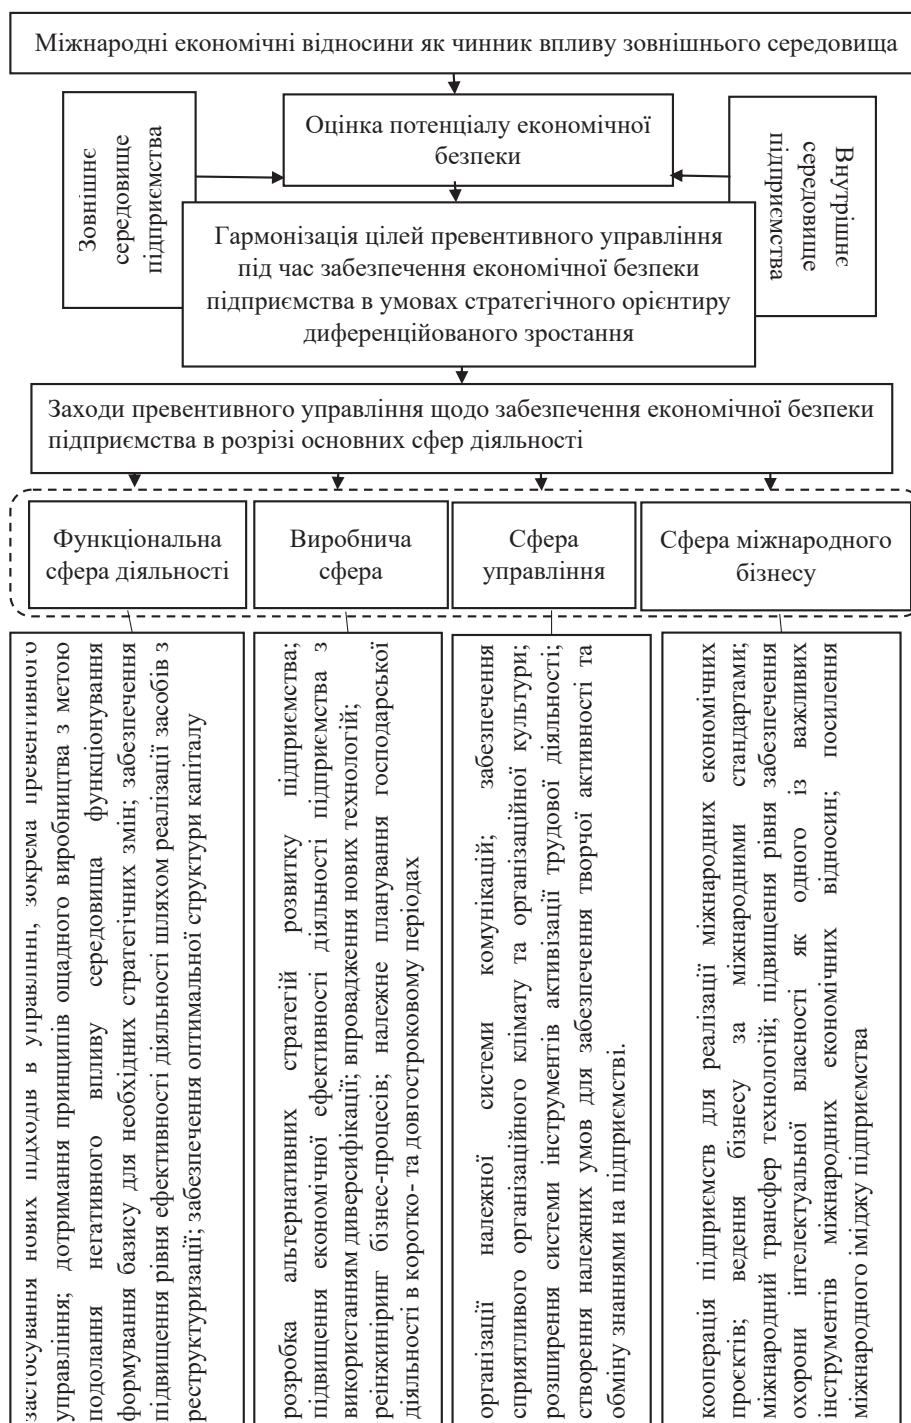 Міжнародні економічні відносини як чинник впливу зовнішнього середовища
Зовнішнє
середовище
підприємства
Оцінка потенціалу економічної
безпеки
Внутрішнє
середовище
підприємства
Гармонізація цілей превентивного управління
під час забезпечення економічної безпеки
підприємства в умовах стратегічного орієнтиру
диференційованого зростання
Заходи превентивного управління щодо забезпечення економічної безпеки
підприємства в розрізі основних сфер діяльності
Функціональна
сфера діяльності
Виробнича
сфера
Сфера
управління
Сфера міжнародного
бізнесу
застосування нових підходів в управлінні, зокрема превентивного
управління; дотримання принципів ощадного виробництва з метою
подолання негативного впливу середовища функціонування
формування базису для необхідних стратегічних змін; забезпечення
підвищення рівня ефективності діяльності шляхом реалізації засобів з
реструктуризації; забезпечення оптимальної структури капіталу
розробка альтернативних стратегій розвитку підприємства;
підвищення економічної ефективності діяльності підприємства з
використанням диверсифікації; впровадження нових технологій;
реінжиніринг бізнес-процесів; належне планування господарської
діяльності в коротко- та довгостроковому періодах
організації належної системи комунікацій; забезпечення
сприятливого організаційного клімату та організаційної культури;
розширення системи інструментів активізації трудової діяльності;
створення належних умов для забезпечення творчої активності та
обміну знаннями на підприємстві.
кооперація підприємств для реалізації міжнародних економічних
проєктів; ведення бізнесу за міжнародними стандартами;
міжнародний трансфер технологій; підвищення рівня забезпечення
охорони інтелектуальної власності як одного із важливих
інструментів міжнародних економічних відносин; посилення
міжнародного іміджу підприємства